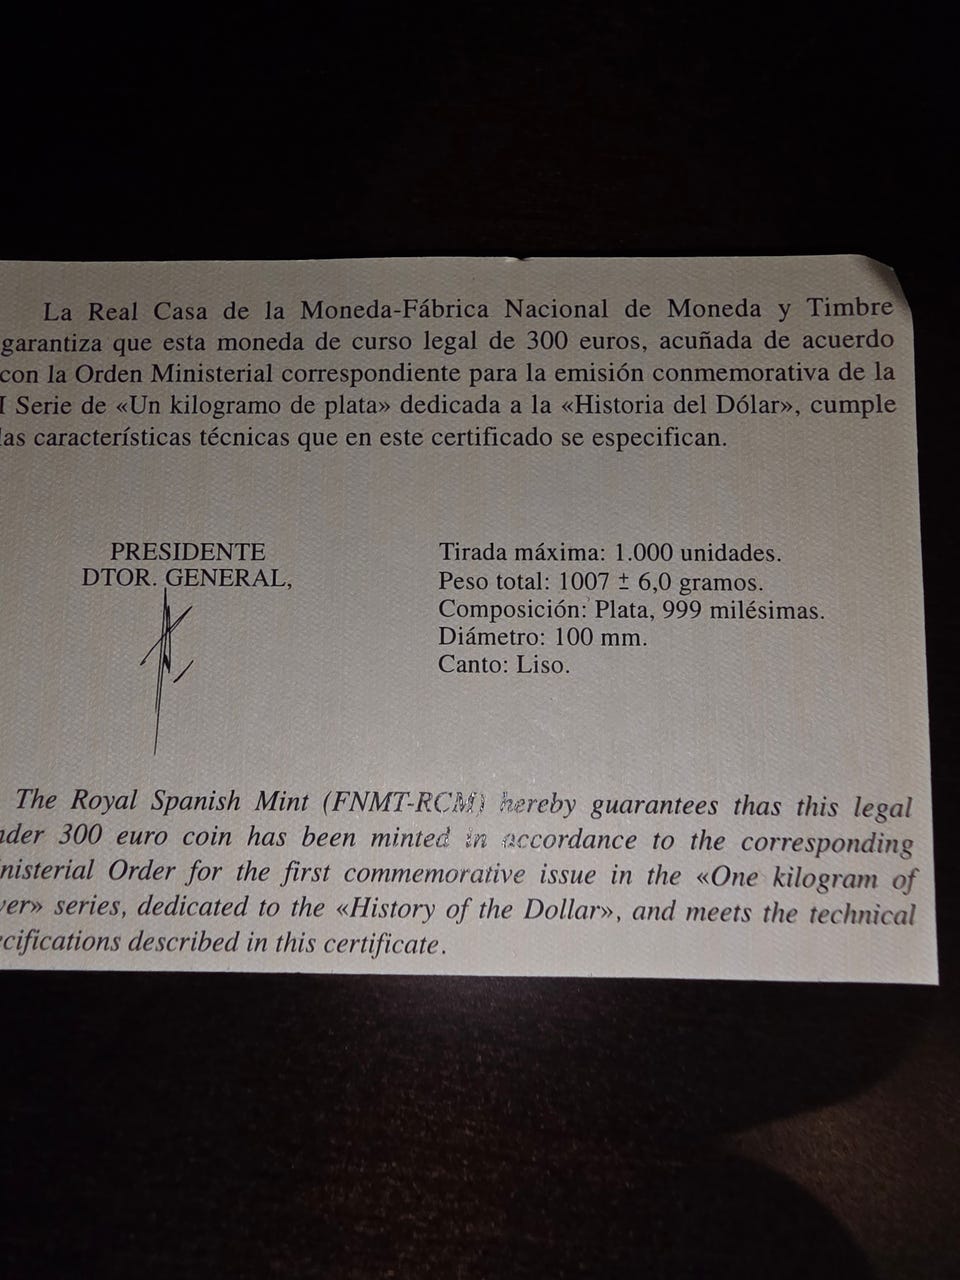 La Real Casa de la Moneda-Fábrica Nacional de Moneda y Timbre
garantiza que esta moneda de curso legal de 300 euros, acuñada de acuerdo
con la Orden Ministerial correspondiente para la emisión conmemorativa de la
I Serie de «Un kilogramo de plata» dedicada a la «Historia del Dólar», cumple
las características técnicas que en este certificado se especifican.
PRESIDENTE
DTOR. GENERAL,
Tirada máxima: 1.000 unidades.
Peso total: 1007 ± 6,0 gramos.
Composición: Plata, 999 milésimas.
Diámetro: 100 mm.
Canto: Liso.
The Royal Spanish Mint (FNMT-RCM) hereby guarantees thas this legal
nder 300 euro coin has been minted in accordance to the corresponding
nisterial Order for the first commemorative issue in the «One kilogram of
ver» series, dedicated to the «History of the Dollar», and meets the technical
ecifications described in this certificate.